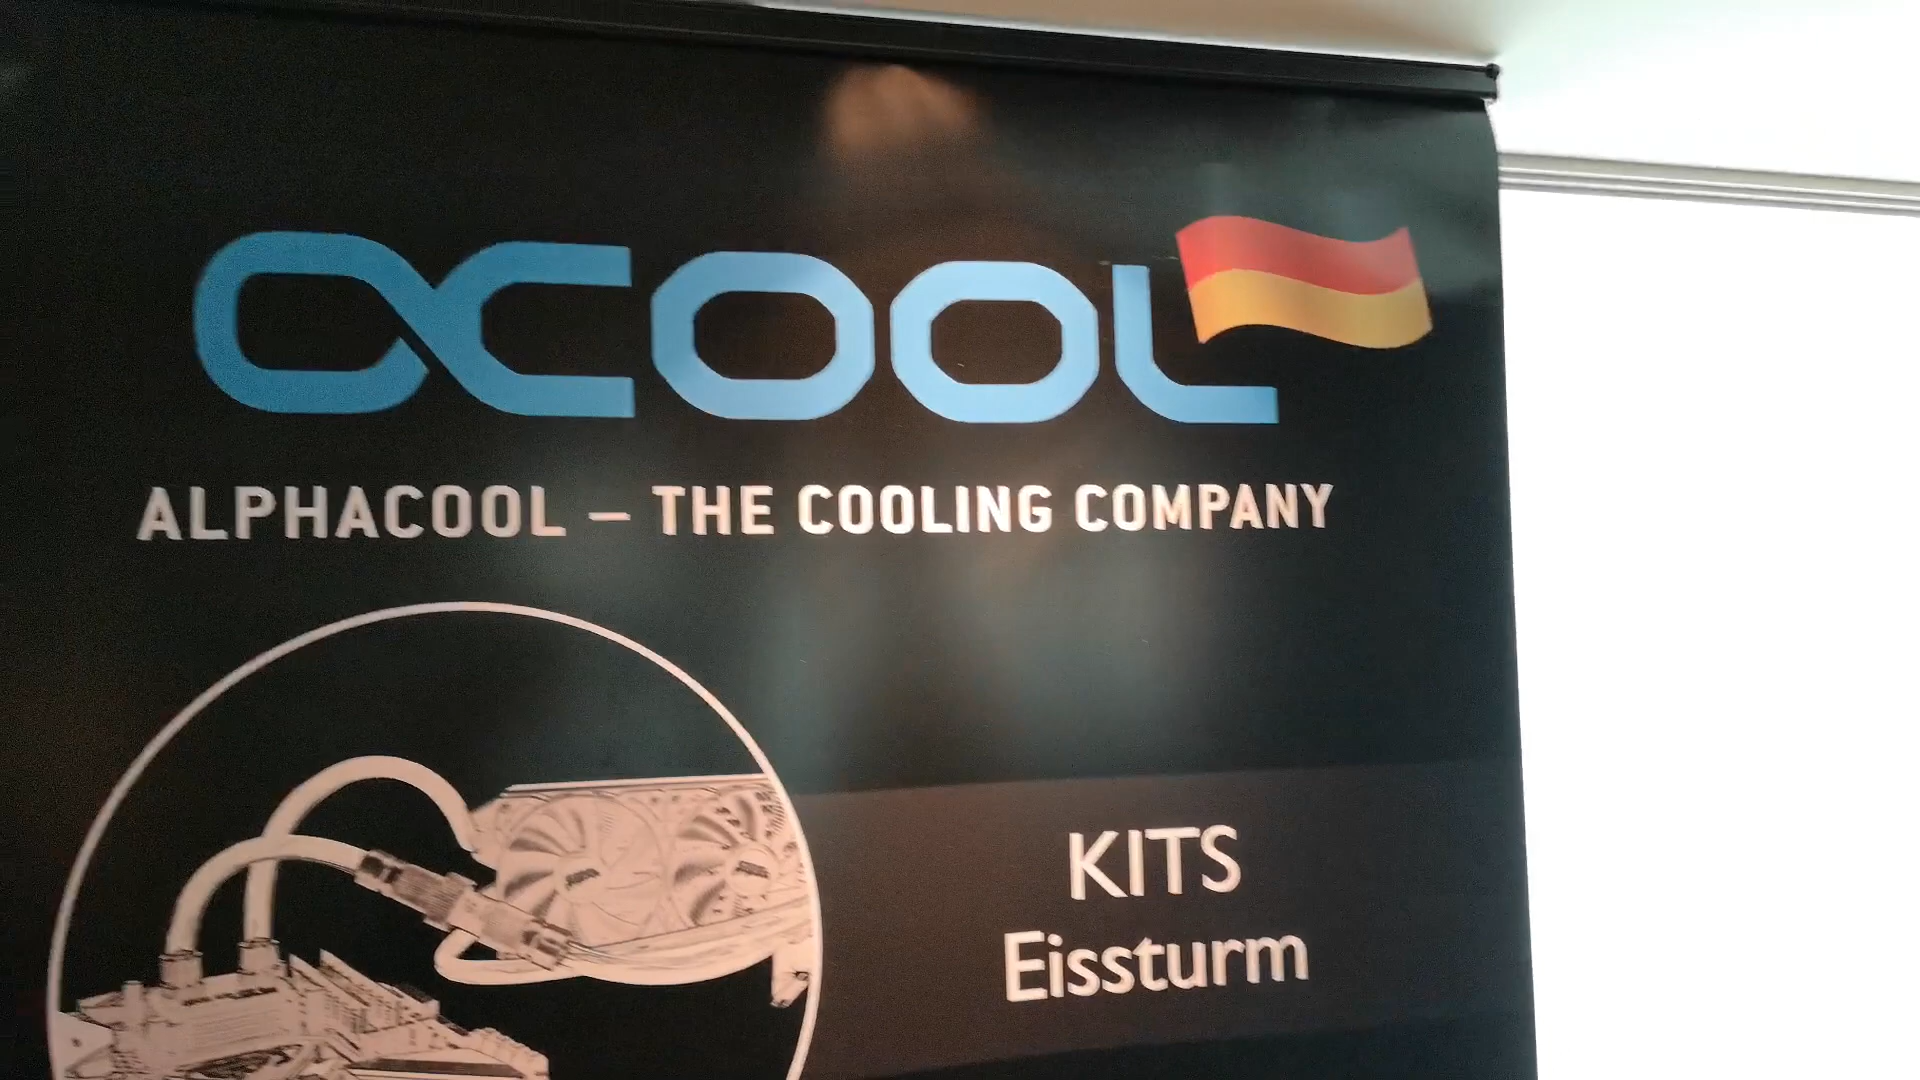 αcool
ALPHACOOL – THE COOLING COMPANY
KITS
Eissturm